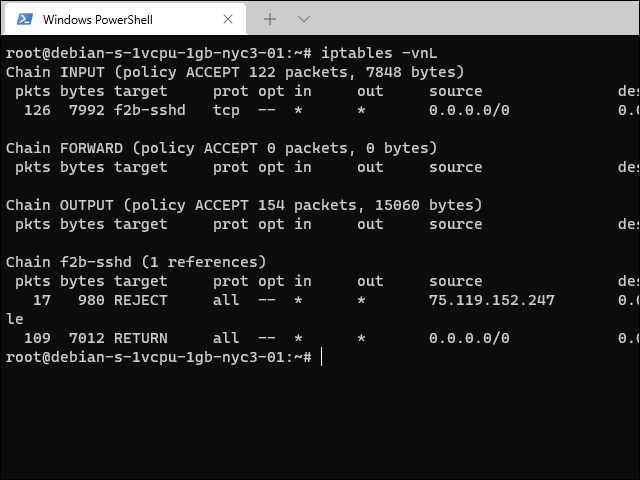 Windows PowerShell
root@debian-s-1vcpu-1gb-nyc3-01:~# iptables -vnL
Chain INPUT (policy ACCEPT 122 packets, 7848 bytes)
pkts bytes target prot opt in out source des
126 7992 f2b-sshd tcp -- * * 0.0.0.0/0 0.0
Chain FORWARD (policy ACCEPT 0 packets, 0 bytes)
pkts bytes target prot opt in out source des
Chain OUTPUT (policy ACCEPT 154 packets, 15060 bytes)
pkts bytes target prot opt in out source des
Chain f2b-sshd (1 references)
pkts bytes target prot opt in out source des
17 980 REJECT all -- * * 75.119.152.247 0.0
le
109 7012 RETURN all -- * * 0.0.0.0/0 0.0
root@debian-s-1vcpu-1gb-nyc3-01:~#